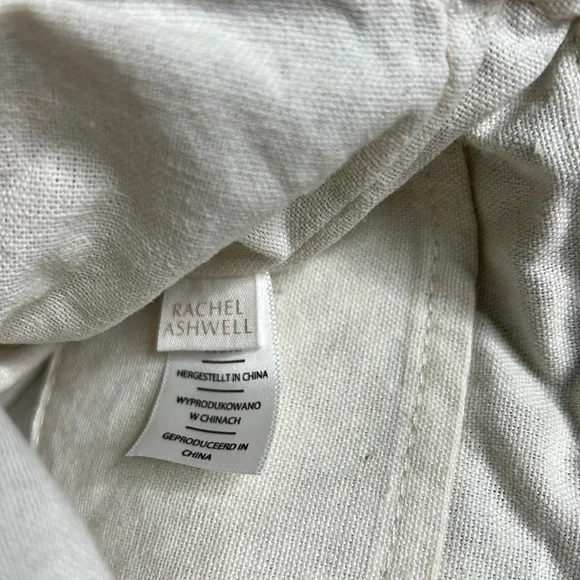 RACHEL
ASHWELL
HERGESTELLT IN CHINA
WYPRODUKOWANO
W CHINACH
GEPRODUCEERD IN
CHINA